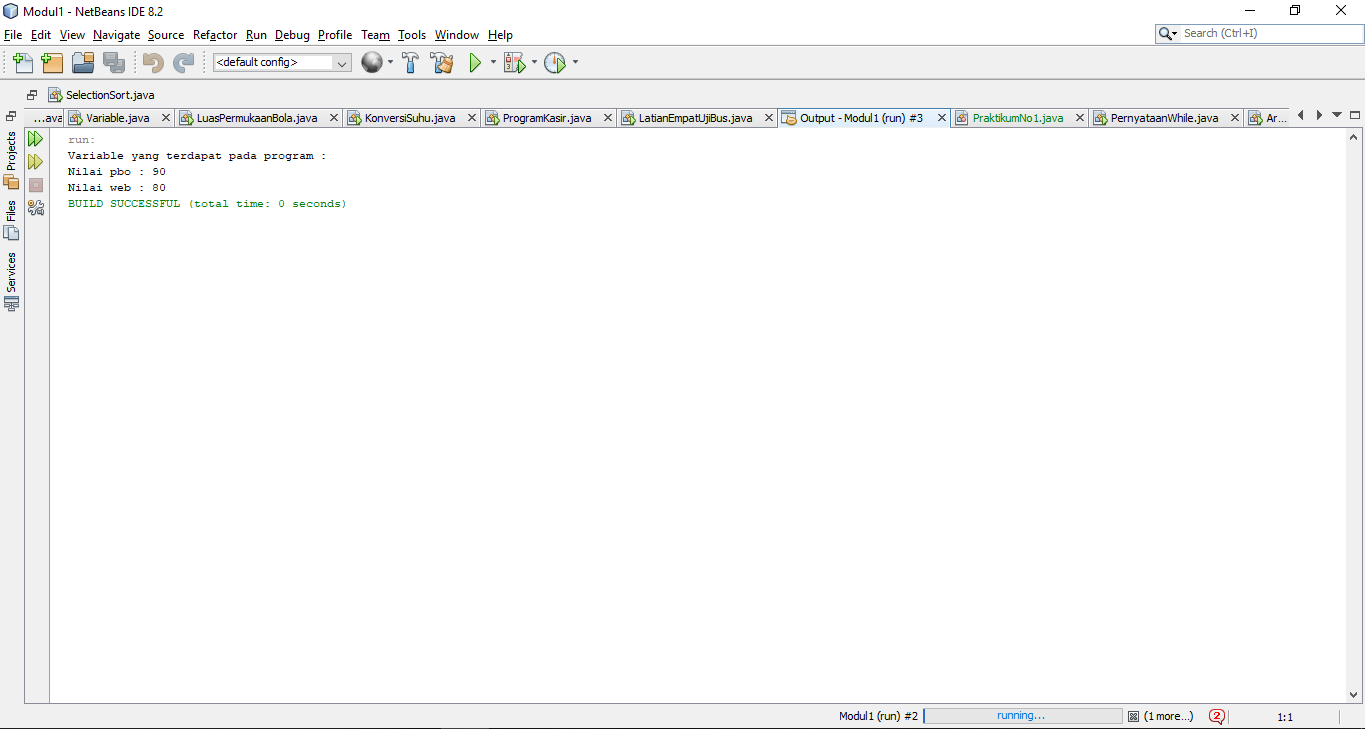 Modul1 - NetBeans IDE 8.2
File Edit View Navigate Source Refactor Run Debug Profile Team Tools Window Help
Search (Ctrl+I)
<default config>
SelectionSort.java
...ava Variable.java LuasPermukaanBola.java KonversiSuhu.java ProgramKasir.java LatianEmpatUjiBus.java Output - Modul1 (run) #3 PraktikumNo1.java PernyataanWhile.java Ar...
Projects
Files
Services
run:
Variable yang terdapat pada program :
Nilai pbo : 90
Nilai web : 80
BUILD SUCCESSFUL (total time: 0 seconds)
Modul1 (run) #2 running... (1 more...) 2 1:1